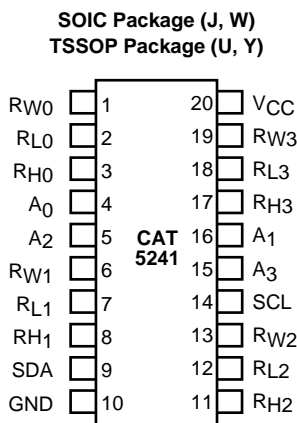 SOIC Package (J, W)
TSSOP Package (U, Y)
RW0 1 20 VCC
RL0 2 19 RW3
RH0 3 18 RL3
A0 4 17 RH3
A2 5 CAT 16 A1
RW1 6 5241 15 A3
RL1 7 14 SCL
RH1 8 13 RW2
SDA 9 12 RL2
GND 10 11 RH2